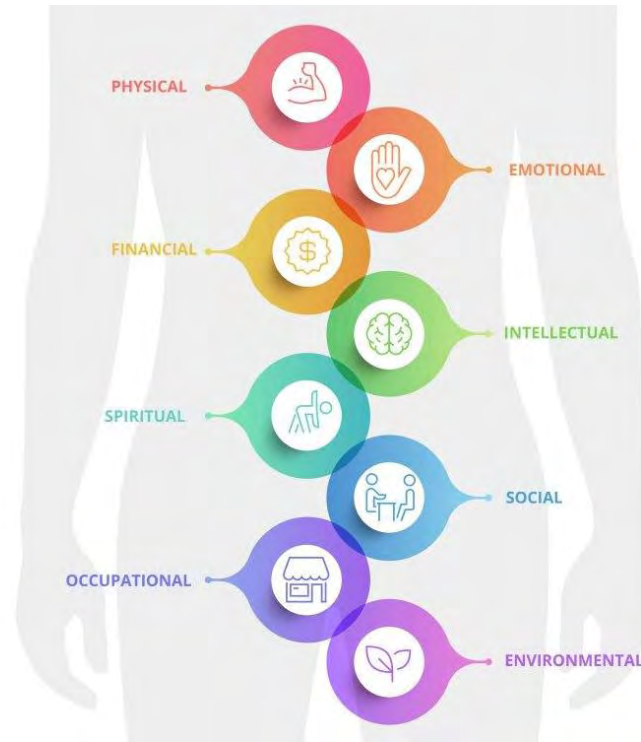 PHYSICAL
EMOTIONAL
FINANCIAL
$
INTELLECTUAL
SPIRITUAL
SOCIAL
OCCUPATIONAL
ENVIRONMENTAL